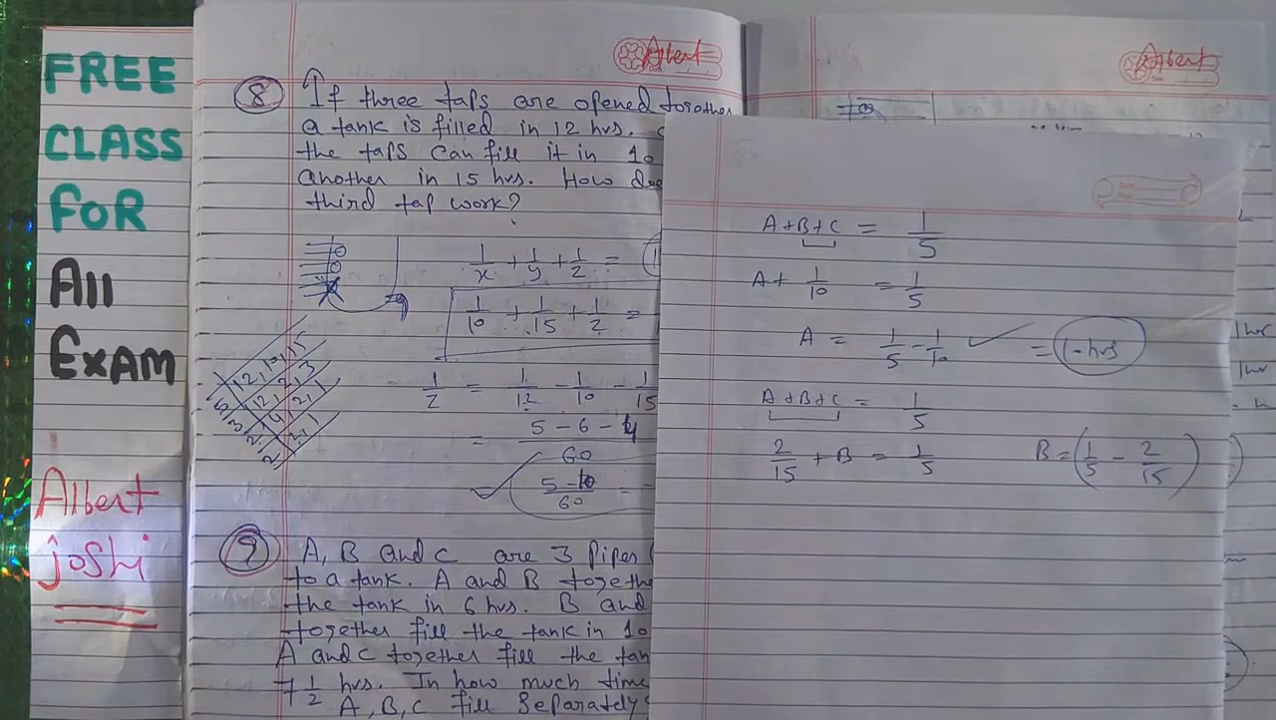 FREE
CLASS
FOR
All
EXAM
Albert
joshi
Albert
8 If three taps are opened together
a tank is filled in 12 hrs.
the taps can fill it in 10
another in 15 hrs. How
third tap work?
1/x + 1/y + 1/z =
1/10 + 1/15 + 1/z =
1/z = 1/12 - 1/10 - 1/15
= 5 - 6 - 4 / 60
= 5 - 10 / 60 = -
9 A, B and C are 3 Pipes
to a tank. A and B
the tank in 6 hrs. B and
together fill the tank in 10
A and C together fill the
7 1/2 hrs. In how much time
A, B, C fill Separately
Albert
A+B+C = 1/5
A + 1/10 = 1/5
A = 1/5 - 1/10 = - hrs
A+B+C = 1/5
2/15 + B = 1/5 B = (1/5 - 2/15)